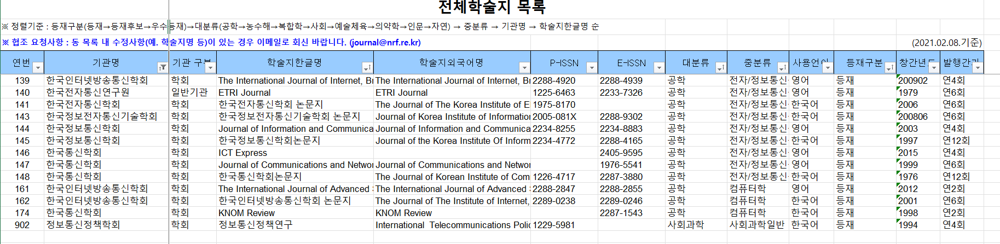 전체학술지 목록
※ 정렬기준 : 등재구분(등재→등재후보→우수등재)→대분류(공학→농수해→복합학→사회→예술체육→의약학→인문→자연) → 중분류 → 기관명 → 학술지한글명 순
※ 협조 요청사항 : 동 목록 내 수정사항(예. 학술지명 등)이 있는 경우 이메일로 회신 바랍니다. (journal@nrf.re.kr) (2021.02.08.기준)
연번 기관명 기관 구분 학술지한글명 학술지외국어명 P-ISSN E-ISSN 대분류 중분류 사용언어 등재구분 창간년 발행간
139 한국인터넷방송통신학회 학회 The International Journal of Internet, Br The International Journal of Internet, Br 2288-4920 2288-4939 공학 전자/정보통신 영어 등재 200902 연4회
140 한국전자통신연구원 일반기관 ETRI Journal ETRI Journal 1225-6463 2233-7326 공학 전자/정보통신 영어 등재 1979 연6회
141 한국전자통신학회 학회 한국전자통신학회 논문지 The Journal of The Korea Institute of E 1975-8170 공학 전자/정보통신 한국어 등재 2006 연6회
143 한국정보전자통신기술학회 학회 한국정보전자통신기술학회 논문지 Journal of Korea Institute of Information 2005-081X 2288-9302 공학 전자/정보통신 한국어 등재 200806 연6회
144 한국정보통신학회 학회 Journal of Information and Communica Journal of Information and Communica 2234-8255 2234-8883 공학 전자/정보통신 영어 등재 2003 연4회
145 한국정보통신학회 학회 한국정보통신학회논문지 Journal of the Korea Institute Of Inform 2234-4772 2288-4165 공학 전자/정보통신 한국어 등재 1997 연12회
146 한국통신학회 학회 ICT Express 2405-9595 공학 전자/정보통신 영어 등재 2015 연4회
147 한국통신학회 학회 Journal of Communications and Networ Journal of Communications and Networ 1976-5541 공학 전자/정보통신 영어 등재 1999 연6회
148 한국통신학회 학회 한국통신학회논문지 The Journal of Korean Institute of Com 1226-4717 2287-3880 공학 전자/정보통신 한국어 등재 1976 연12회
161 한국인터넷방송통신학회 학회 The International Journal of Advanced The International Journal of Advanced 2288-2847 2288-2855 공학 컴퓨터학 영어 등재 2012 연2회
162 한국인터넷방송통신학회 학회 한국인터넷방송통신학회 논문지 The Journal of The Institute of Internet, 2289-0238 2289-0246 공학 컴퓨터학 한국어 등재 2001 연6회
174 한국통신학회 학회 KNOM Review KNOM Review 2287-1543 공학 컴퓨터학 한국어 등재 1998 연2회
902 정보통신정책학회 학회 정보통신정책연구 International Telecommunications Polic 1229-5981 사회과학 사회과학일반 한국어 등재 1994 연4회